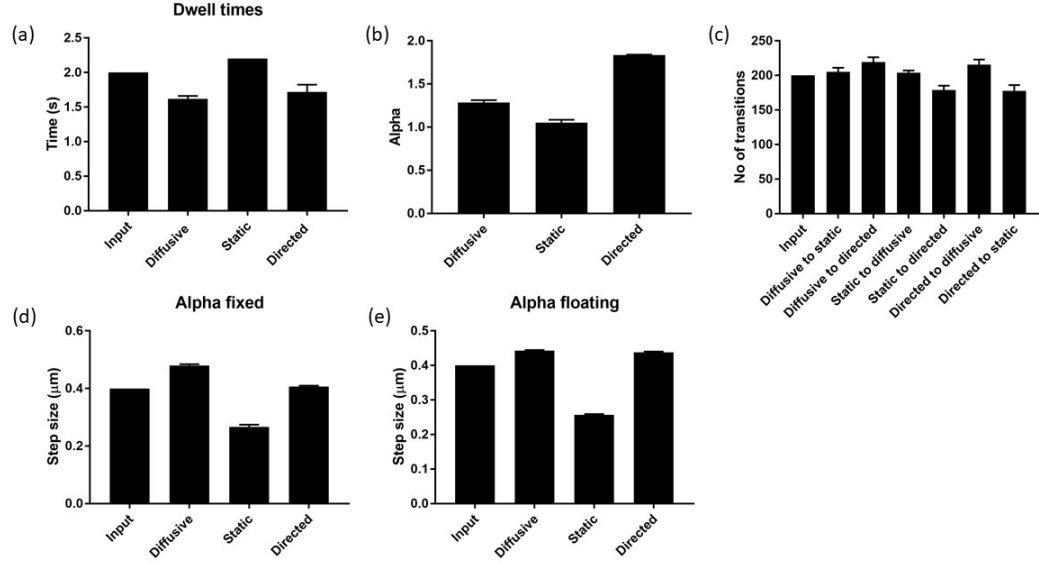 Dwell times
(a)
Time (s)
2.5
2.0
1.5
1.0
0.5
0.0
Input
Diffusive
Static
Directed
(b)
Alpha
2.0
1.5
1.0
0.5
0.0
Diffusive
Static
Directed
(c)
No of transitions
250
200
150
100
50
0
Input
Diffusive to static
Diffusive to directed
Static to diffusive
Static to directed
Directed to diffusive
Directed to static
(d)
Alpha fixed
Step size (μm)
0.6
0.4
0.2
0.0
Input
Diffusive
Static
Directed
(e)
Alpha floating
Step size (μm)
0.5
0.4
0.3
0.2
0.1
0.0
Input
Diffusive
Static
Directed